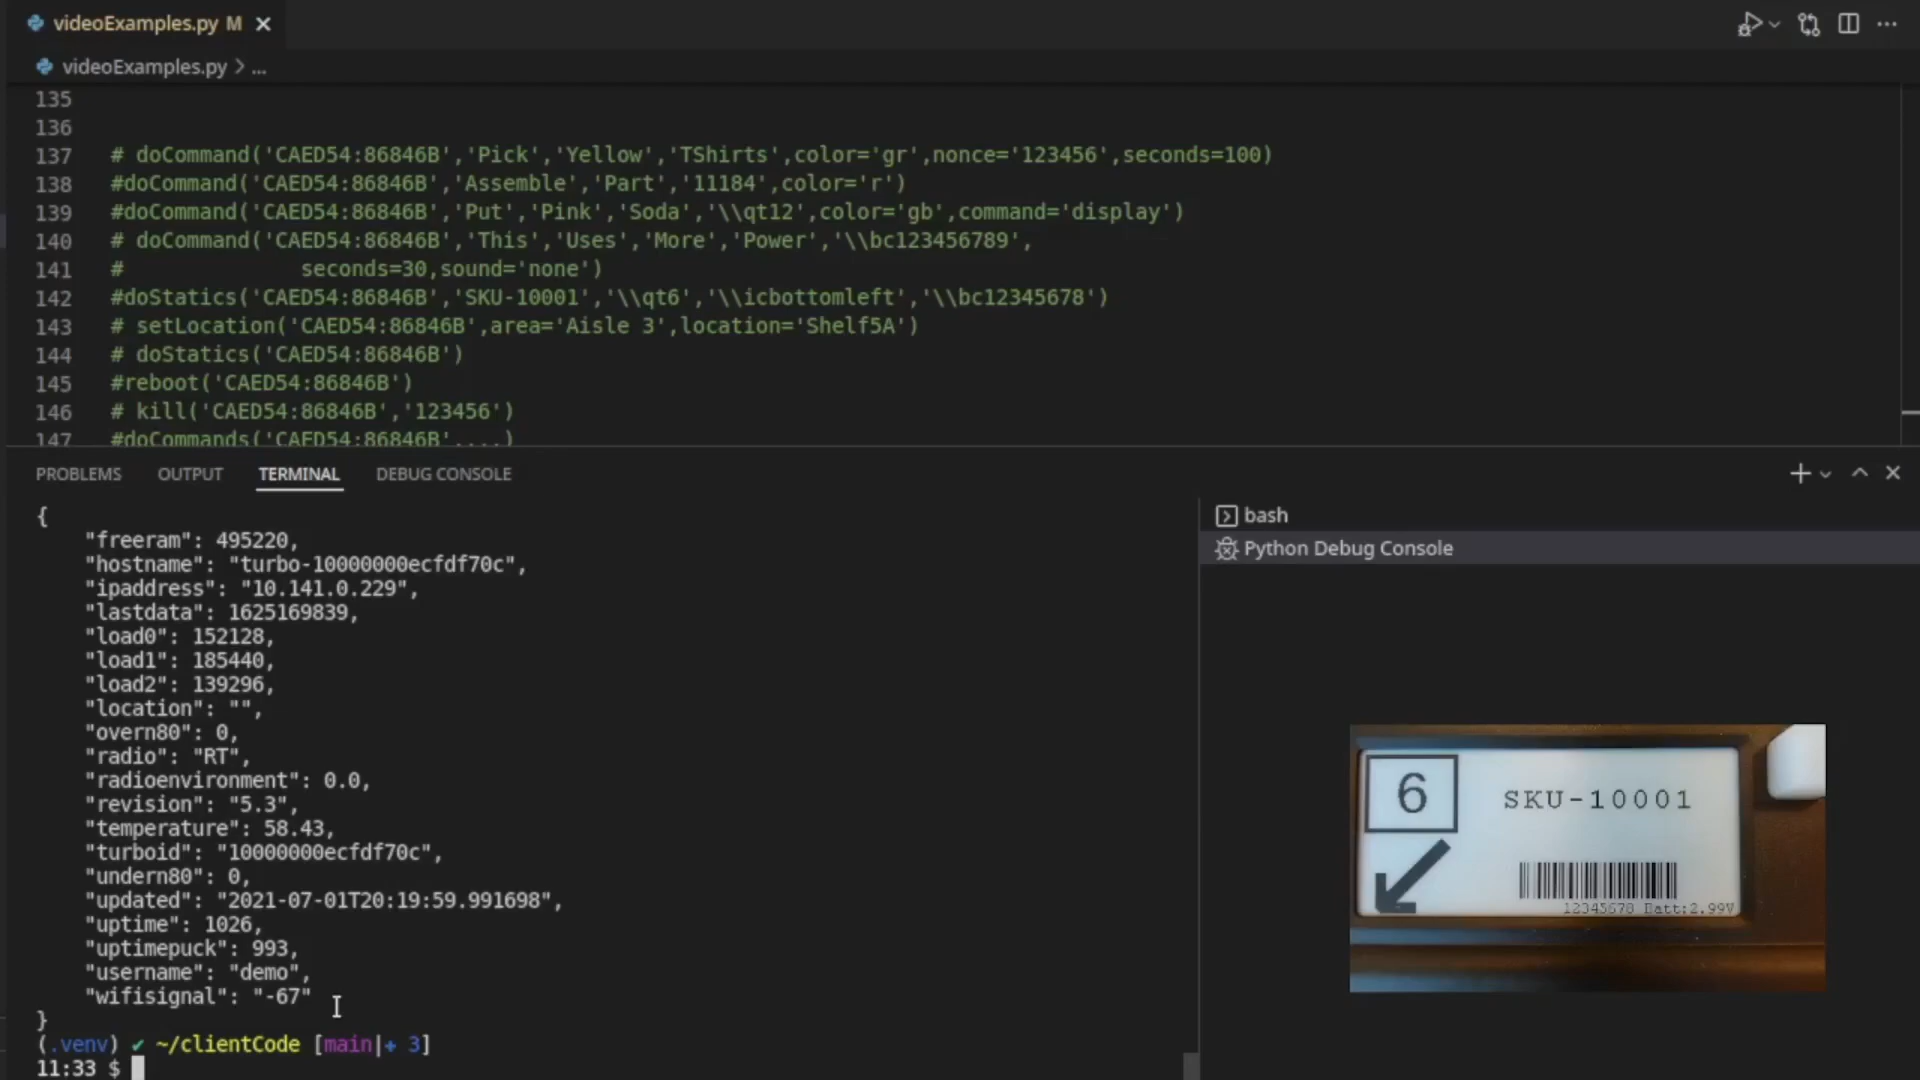 videoExamples.py M
videoExamples.py > ...
135
136
137 # doCommand('CAED54:86846B','Pick','Yellow','TShirts',color='gr',nonce='123456',seconds=100)
138 #doCommand('CAED54:86846B','Assemble','Part','11184',color='r')
139 #doCommand('CAED54:86846B','Put','Pink','Soda','\\qt12',color='gb',command='display')
140 # doCommand('CAED54:86846B','This','Uses','More','Power','\\bc123456789',
141 # seconds=30,sound='none')
142 #doStatics('CAED54:86846B','SKU-10001','\\qt6','\\icbottomleft','\\bc12345678')
143 # setLocation('CAED54:86846B',area='Aisle 3',location='Shelf5A')
144 # doStatics('CAED54:86846B')
145 #reboot('CAED54:86846B')
146 # kill('CAED54:86846B','123456')
147 #doCommands('CAED54:86846B'....)
PROBLEMS OUTPUT TERMINAL DEBUG CONSOLE
{
"freeram": 495220,
"hostname": "turbo-10000000ecfdf70c",
"ipaddress": "10.141.0.229",
"lastdata": 1625169839,
"load0": 152128,
"load1": 185440,
"load2": 139296,
"location": "",
"overn80": 0,
"radio": "RT",
"radioenvironment": 0.0,
"revision": "5.3",
"temperature": 58.43,
"turboid": "10000000ecfdf70c",
"undern80": 0,
"updated": "2021-07-01T20:19:59.991698",
"uptime": 1026,
"uptimepuck": 993,
"username": "demo",
"wifisignal": "-67"
}
(.venv) ✔ ~/clientCode [main|+ 3]
11:33 $
bash
Python Debug Console
6
SKU-10001
12345678 Batt:2.99V